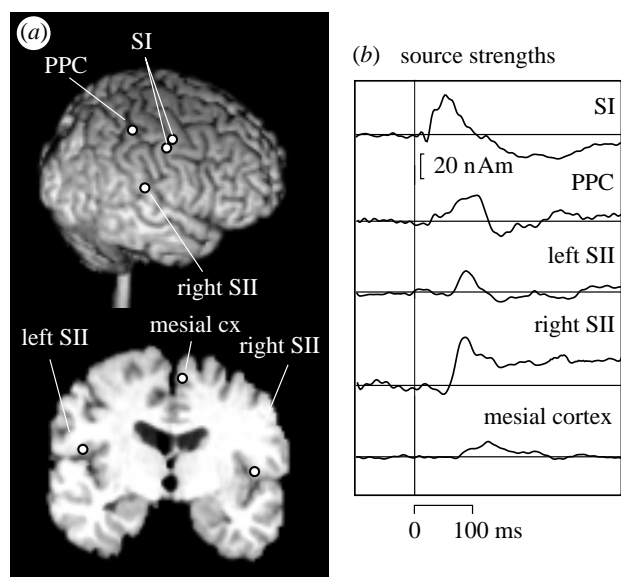 (a)
SI
PPC
right SII
mesial cx
left SII
right SII
(b) source strengths
SI
20 nAm
PPC
left SII
right SII
mesial cortex
0 100 ms